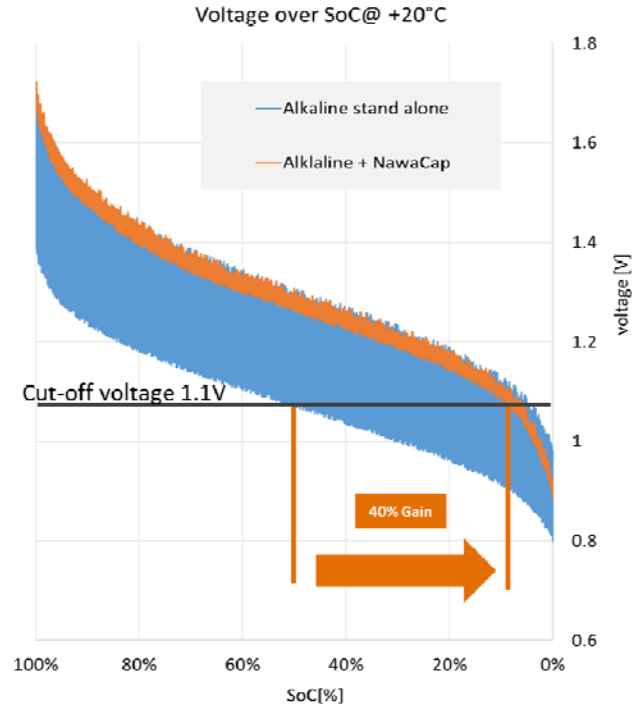 Voltage over SoC@ +20°C
Alkaline stand alone
Alklaline + NawaCap
1.8
1.6
1.4
1.2
1
0.8
0.6
voltage [V]
Cut-off voltage 1.1V
40% Gain
100%
80%
60%
40%
20%
0%
SoC[%]